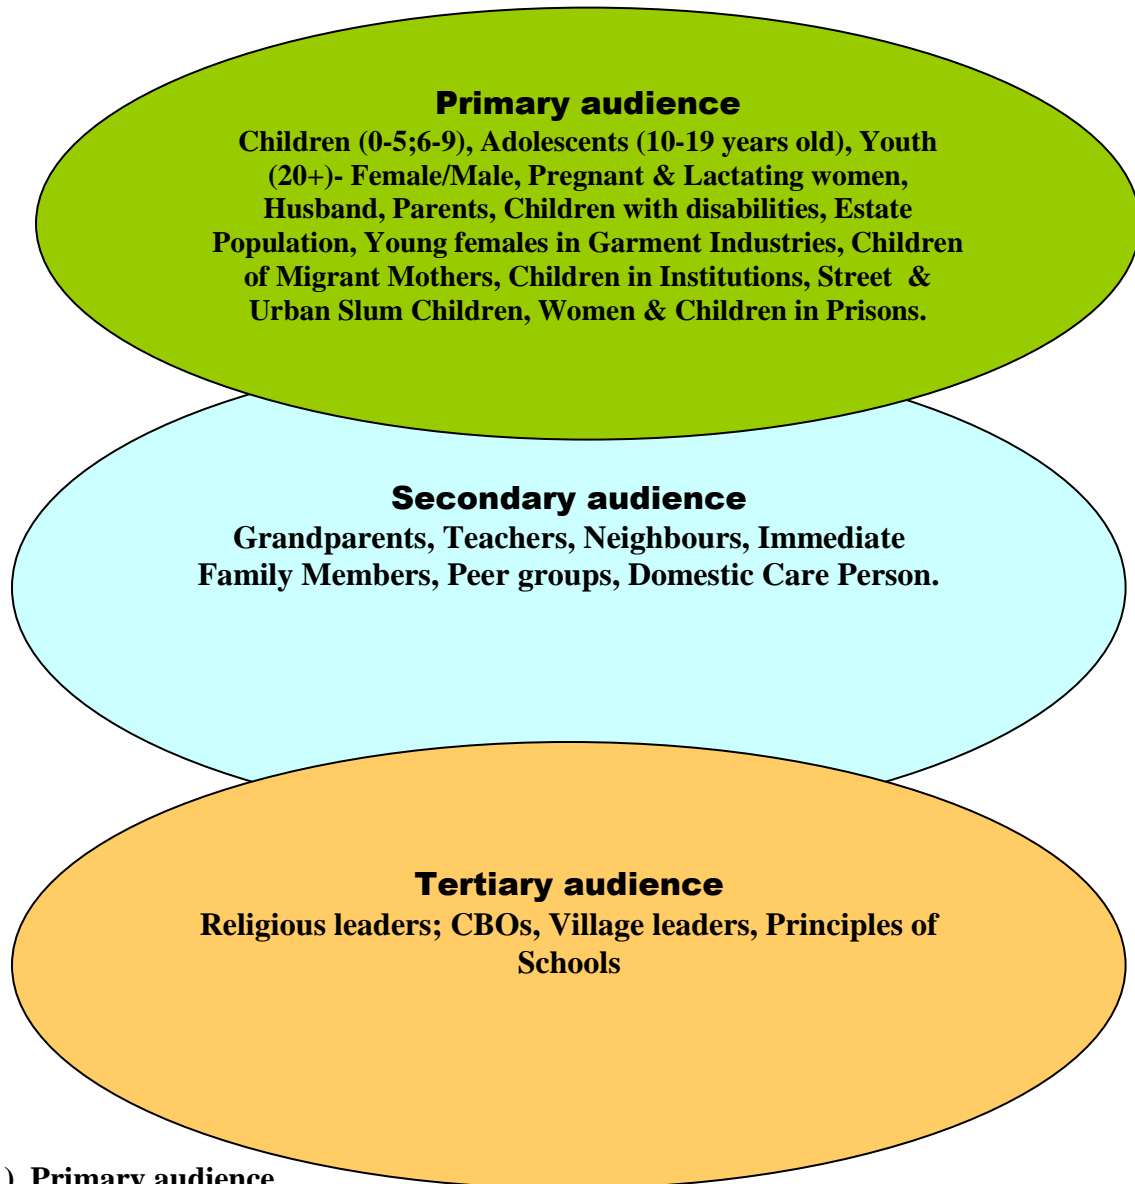 Primary audience
Children (0-5;6-9), Adolescents (10-19 years old), Youth
(20+)- Female/Male, Pregnant & Lactating women,
Husband, Parents, Children with disabilities, Estate
Population, Young females in Garment Industries, Children
of Migrant Mothers, Children in Institutions, Street &
Urban Slum Children, Women & Children in Prisons.
Secondary audience
Grandparents, Teachers, Neighbours, Immediate
Family Members, Peer groups, Domestic Care Person.
Tertiary audience
Religious leaders; CBOs, Village leaders, Principles of
Schools
) Primary audience